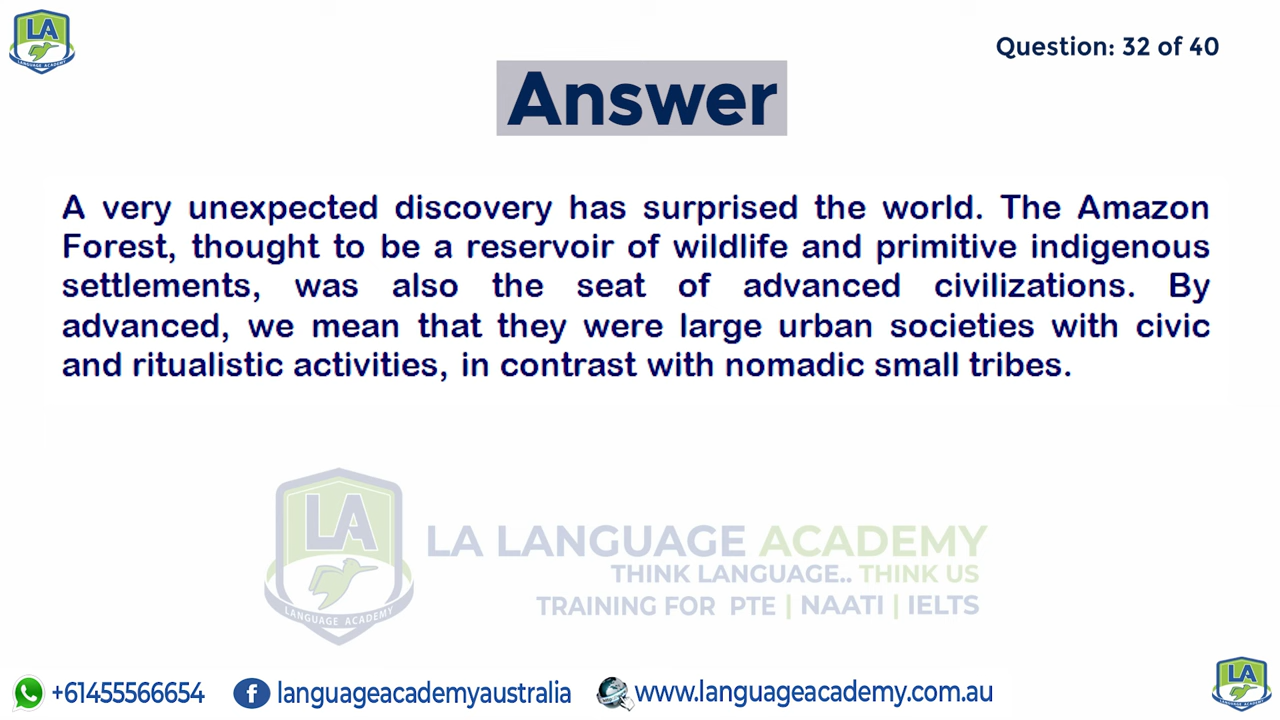 LA
LANGUAGE ACADEMY
Question: 32 of 40
Answer
A very unexpected discovery has surprised the world. The Amazon
Forest, thought to be a reservoir of wildlife and primitive indigenous
settlements, was also the seat of advanced civilizations. By
advanced, we mean that they were large urban societies with civic
and ritualistic activities, in contrast with nomadic small tribes.
LA
LANGUAGE ACADEMY
LA LANGUAGE ACADEMY
THINK LANGUAGE.. THINK US
TRAINING FOR PTE | NAATI | IELTS
+61455566654 languageacademyaustralia www.languageacademy.com.au
LA
LANGUAGE ACADEMY